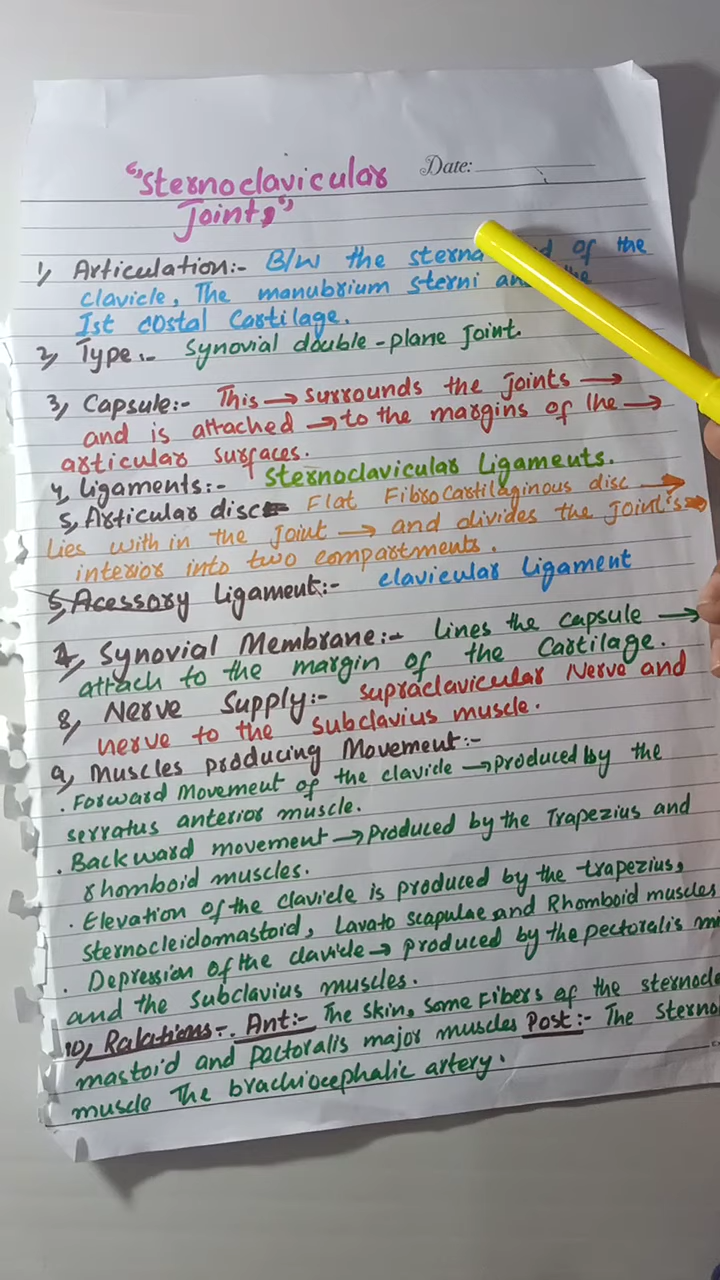 "Sternoclavicular Date:
Joint,"
1, Articulation:- B/W the sterna of the
clavicle, The manubrium sterni
Ist costal Cartilage.
2, Type:- Synovial double-plane Joint.
3, Capsule:- This → surrounds the Joints →
and is attached → to the margins of the →
articular surfaces.
4, Ligaments:- Sternoclavicular Ligaments.
5, Articular disc:- Flat Fibrocartilaginous disc →
Lies with in the joint → and divides the joint's →
interior into two compartments.
Acessory Ligament:- clavicular Ligament
Synovial Membrane:- Lines the capsule →
attach to the margin of the Cartilage.
8, Nerve Supply:- supraclavicular Nerve and
nerve to the subclavius muscle.
9, Muscles producing Movement:-
. Forward Movement of the clavicle → produced by the
serratus anterior muscle.
. Backward movement → produced by the Trapezius and
rhomboid muscles.
. Elevation of the clavicle is produced by the trapezius,
Sternocleidomastoid, Lavato scapulae, and Rhomboid muscles
. Depression of the clavicle → produced by the pectoralis mi
and the subclavius muscles.
10, Ralations:-. Ant:- The Skin, some Fibers of the sternocle
mastoid and Pactoralis major muscles Post:- The Sterno
muscle The brachiocephalic artery.